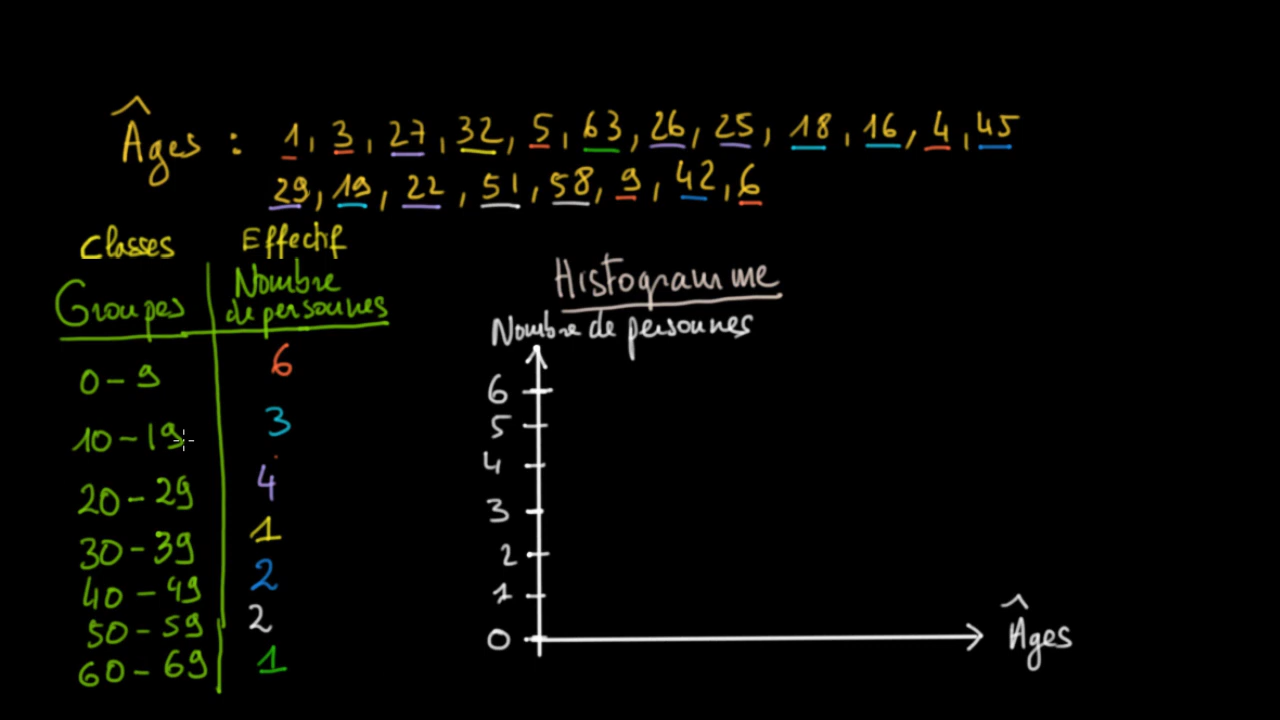 Âges : 1, 3, 27, 32, 5, 63, 26, 25, 18, 16, 4, 45
29, 19, 22, 51, 58, 9, 42, 6
Classes Effectif
Groupes Nombre de personnes
0-9 6
10-19 3
20-29 4
30-39 1
40-49 2
50-59 2
60-69 1
Histogramme
Nombre de personnes
6
5
4
3
2
1
0
Âges